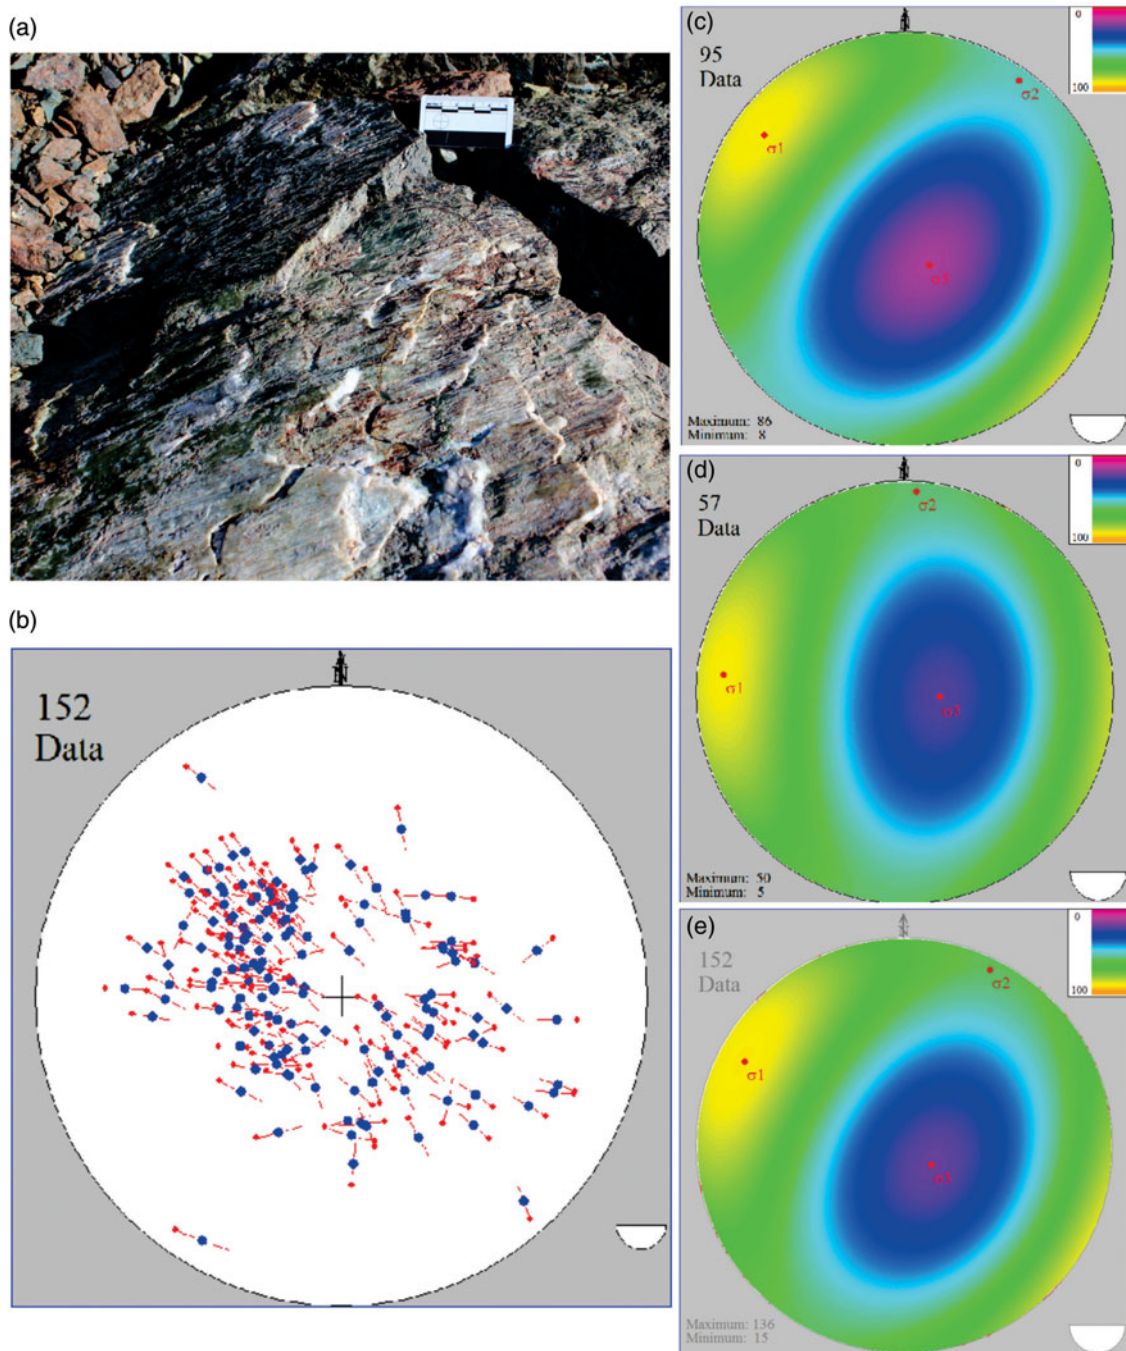 (a)
(b)
152
Data
N
(c)
95
Data
N
σ1
σ2
σ3
0
100
Maximum: 86
Minimum: 8
(d)
57
Data
N
σ1
σ2
σ3
0
100
Maximum: 50
Minimum: 5
(e)
152
Data
N
σ1
σ2
σ3
0
100
Maximum: 136
Minimum: 15